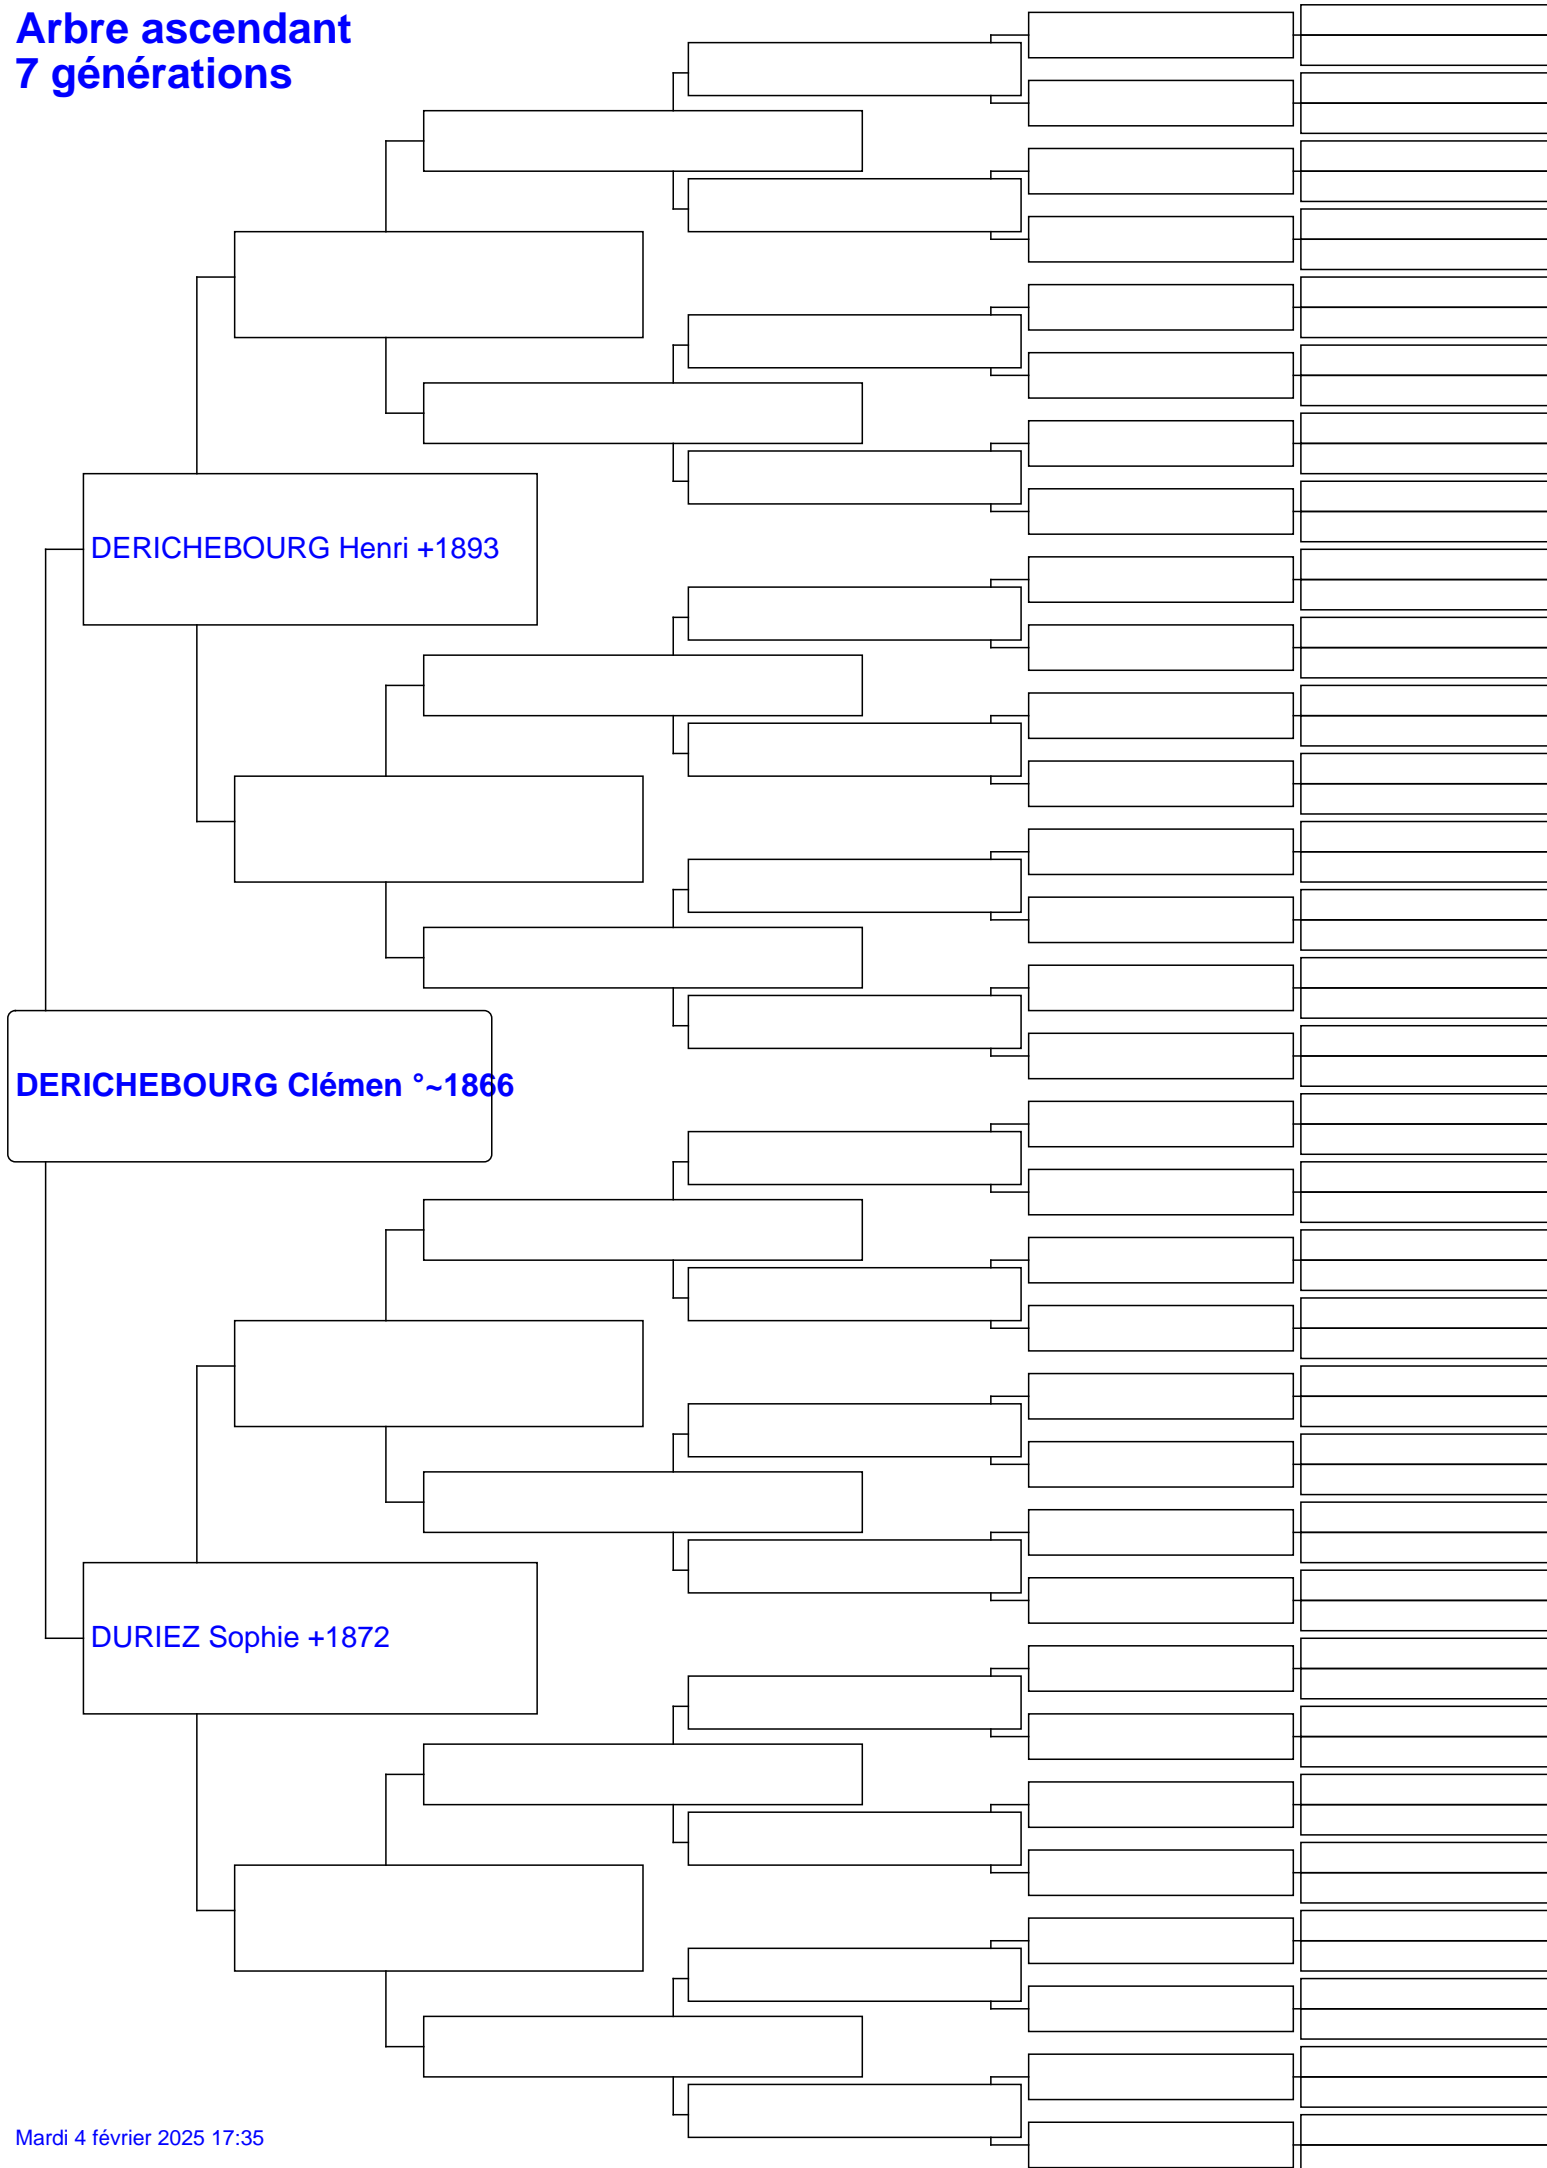 Arbre ascendant
7 générations
DERICHEBOURG Henri +1893
DERICHEBOURG Clémen °~1866
DURIEZ Sophie +1872
Mardi 4 février 2025 17:35